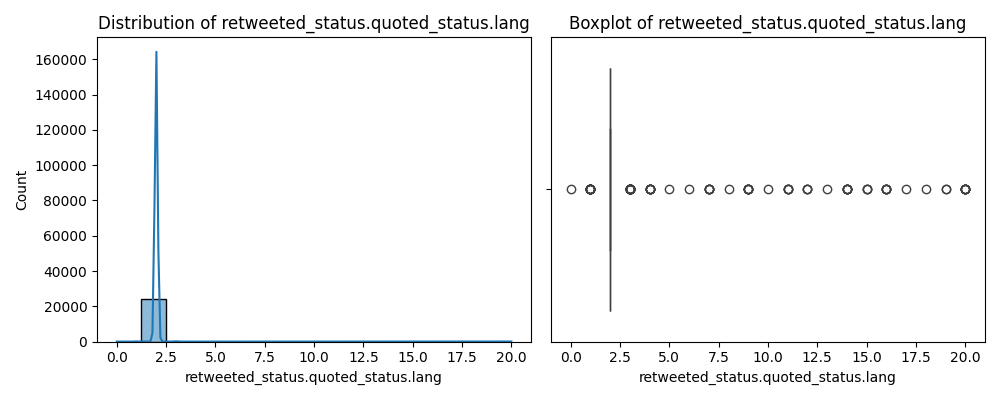 Distribution of retweeted_status.quoted_status.lang
160000
140000
120000
100000
80000
60000
40000
20000
0
Count
0.0 2.5 5.0 7.5 10.0 12.5 15.0 17.5 20.0
retweeted_status.quoted_status.lang
Boxplot of retweeted_status.quoted_status.lang
0.0 2.5 5.0 7.5 10.0 12.5 15.0 17.5 20.0
retweeted_status.quoted_status.lang